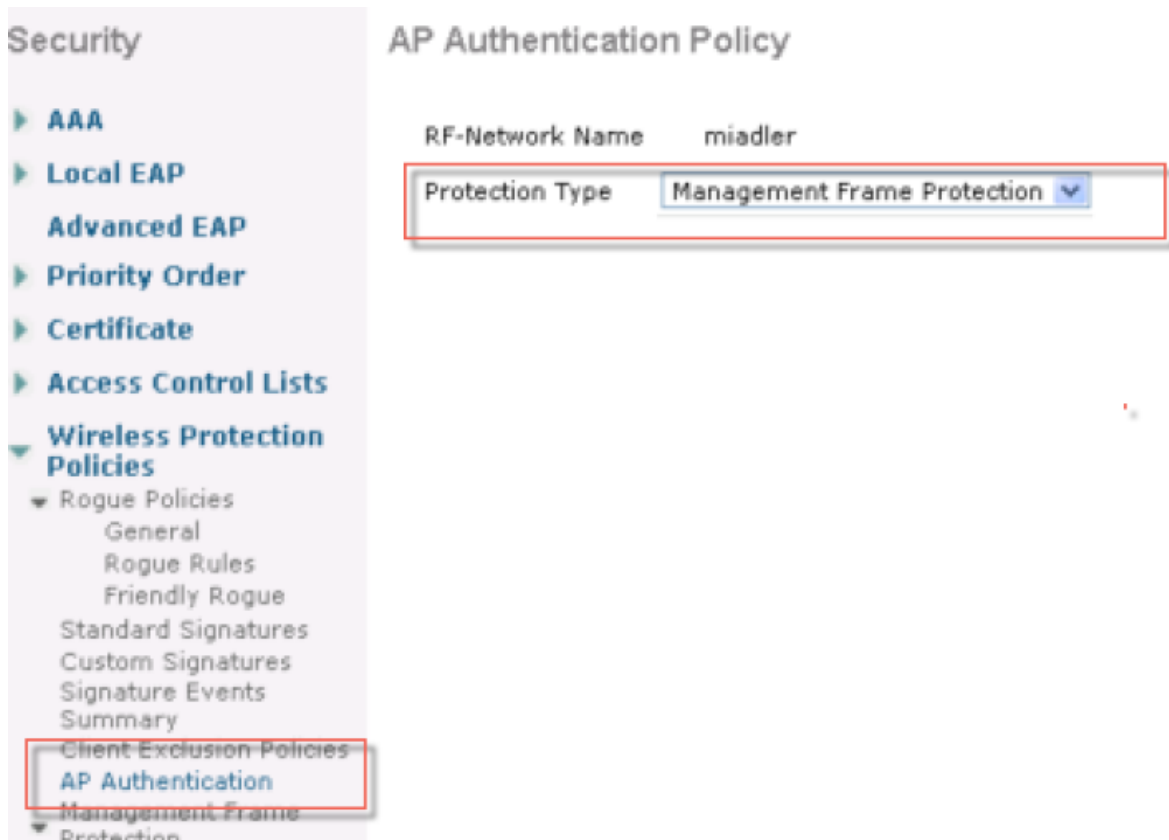 Security
AAA
Local EAP
Advanced EAP
Priority Order
Certificate
Access Control Lists
Wireless Protection
Policies
Rogue Policies
General
Rogue Rules
Friendly Rogue
Standard Signatures
Custom Signatures
Signature Events
Summary
Client Exclusion Policies
AP Authentication
Management Frame
Protection
AP Authentication Policy
RF-Network Name miadler
Protection Type Management Frame Protection